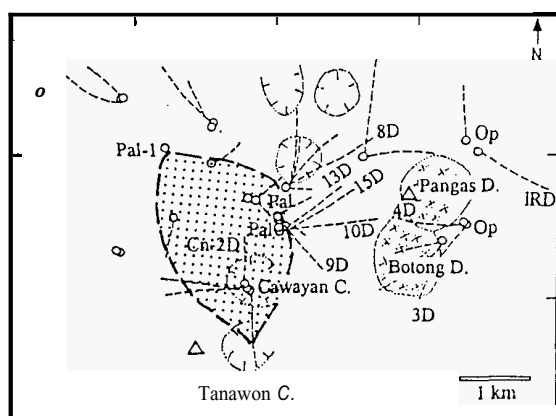 N
o
8D
Op
Pal-1
13D
15D
Pangas D.
1RD
Pal
4D
Pal
10D
Op
Cn-2D
9D
Botong D.
Cawayan C.
3D
Tanawon C.
1 km